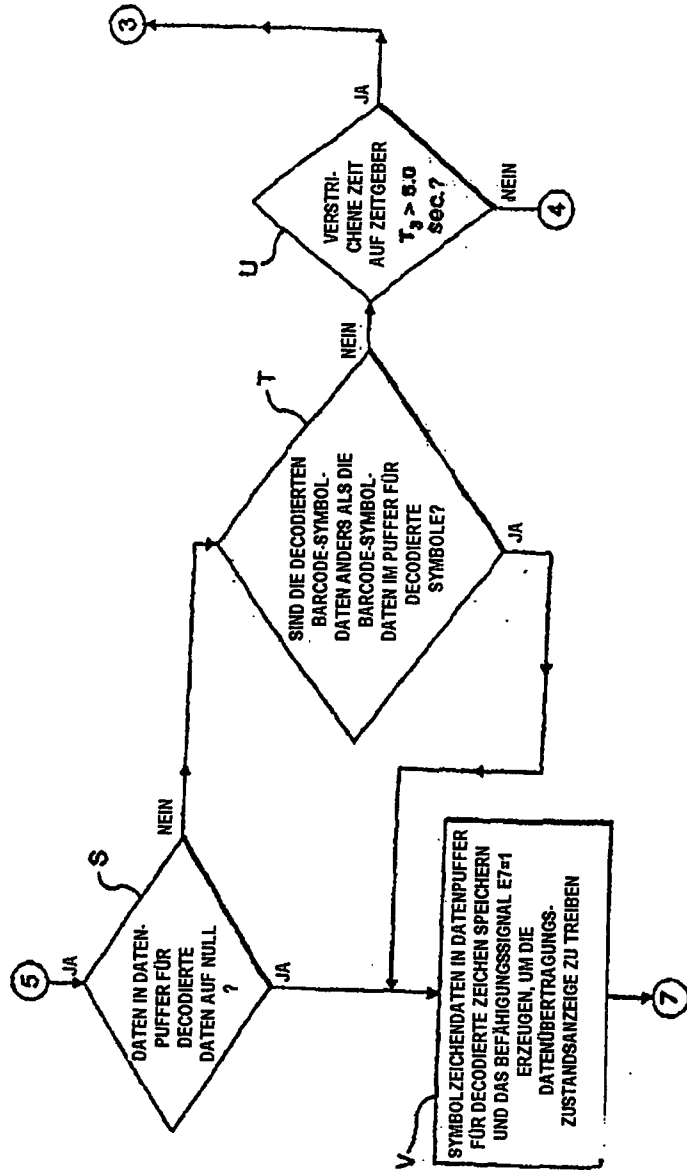 5
JA
S
DATEN IN DATEN-
PUFFER FÜR
DECODIERTE
DATEN AUF NULL
?
NEIN
JA
T
SIND DIE DECODIERTEN
BARCODE-SYMBOL-
DATEN ANDERS ALS DIE
BARCODE-SYMBOL-
DATEN IM PUFFER FÜR
DECODIERTE
SYMBOLE?
NEIN
JA
U
VERSTRI-
CHENE ZEIT
AUF ZEITGEBER
T3 > 5.0
sec.?
JA
NEIN
3
4
V
SYMBOLZEICHENDATEN IN DATENPUFFER
FÜR DECODIERTE ZEICHEN SPEICHERN
UND DAS BEFÄHIGUNGSSIGNAL E7=1
ERZEUGEN, UM DIE
DATENÜBERTRAGUNGS-
ZUSTANDSANZEIGE ZU TREIBEN
7